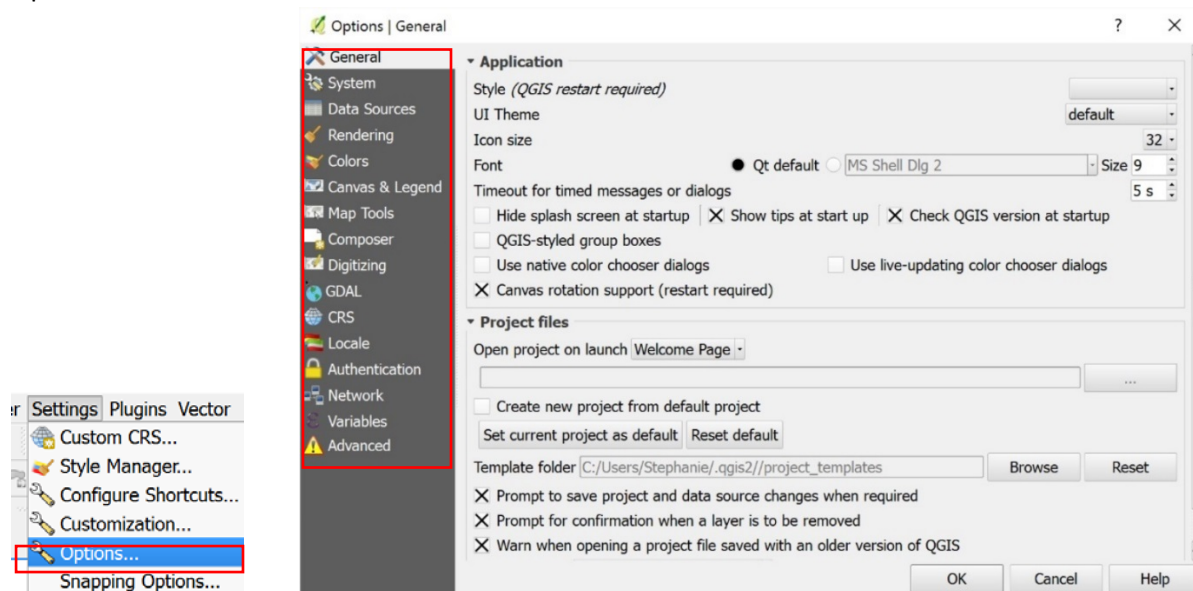 Options | General
?
General
System
Data Sources
Rendering
Colors
Canvas & Legend
Map Tools
Composer
Digitizing
GDAL
CRS
Locale
Authentication
Network
Variables
Advanced
Application
Style (QGIS restart required)
UI Theme default
Icon size 32
Font Qt default MS Shell Dlg 2 Size 9
Timeout for timed messages or dialogs 5 s
Hide splash screen at startup Show tips at start up Check QGIS version at startup
QGIS-styled group boxes
Use native color chooser dialogs Use live-updating color chooser dialogs
Canvas rotation support (restart required)
Project files
Open project on launch Welcome Page
...
Create new project from default project
Set current project as default Reset default
Template folder C:/Users/Stephanie/.qgis2//project_templates Browse Reset
Prompt to save project and data source changes when required
Prompt for confirmation when a layer is to be removed
Warn when opening a project file saved with an older version of QGIS
OK Cancel Help
Settings Plugins Vector
Custom CRS...
Style Manager...
Configure Shortcuts...
Customization...
Options...
Snapping Options...